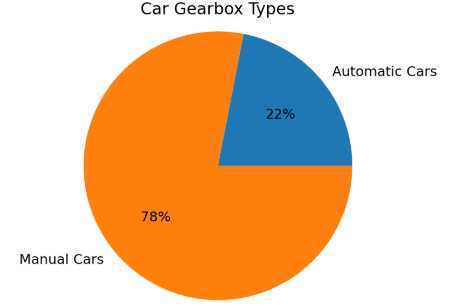 Car Gearbox Types
Automatic Cars
22%
78%
Manual Cars